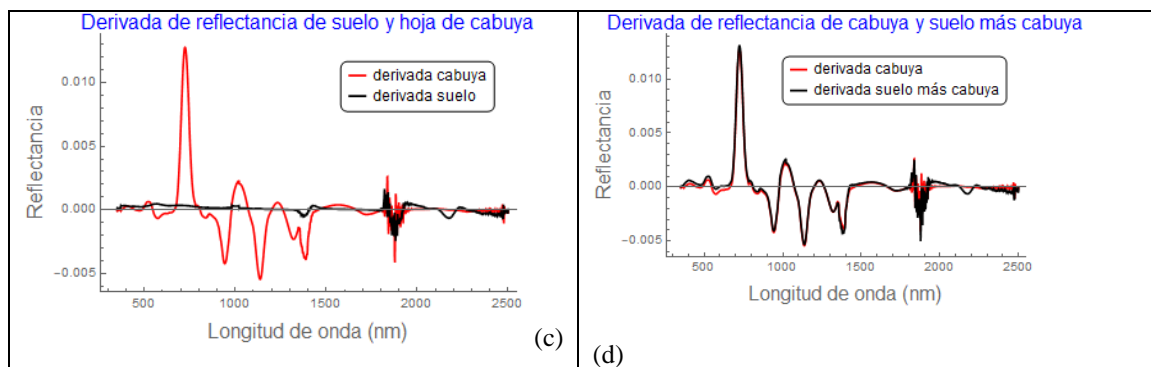 Derivada de reflectancia de suelo y hoja de cabuya
derivada cabuya
derivada suelo
0.010
0.005
0.000
−0.005
Reflectancia
500 1000 1500 2000 2500
Longitud de onda (nm)
(c)
Derivada de reflectancia de cabuya y suelo más cabuya
derivada cabuya
derivada suelo más cabuya
0.010
0.005
0.000
−0.005
Reflectancia
500 1000 1500 2000 2500
Longitud de onda (nm)
(d)